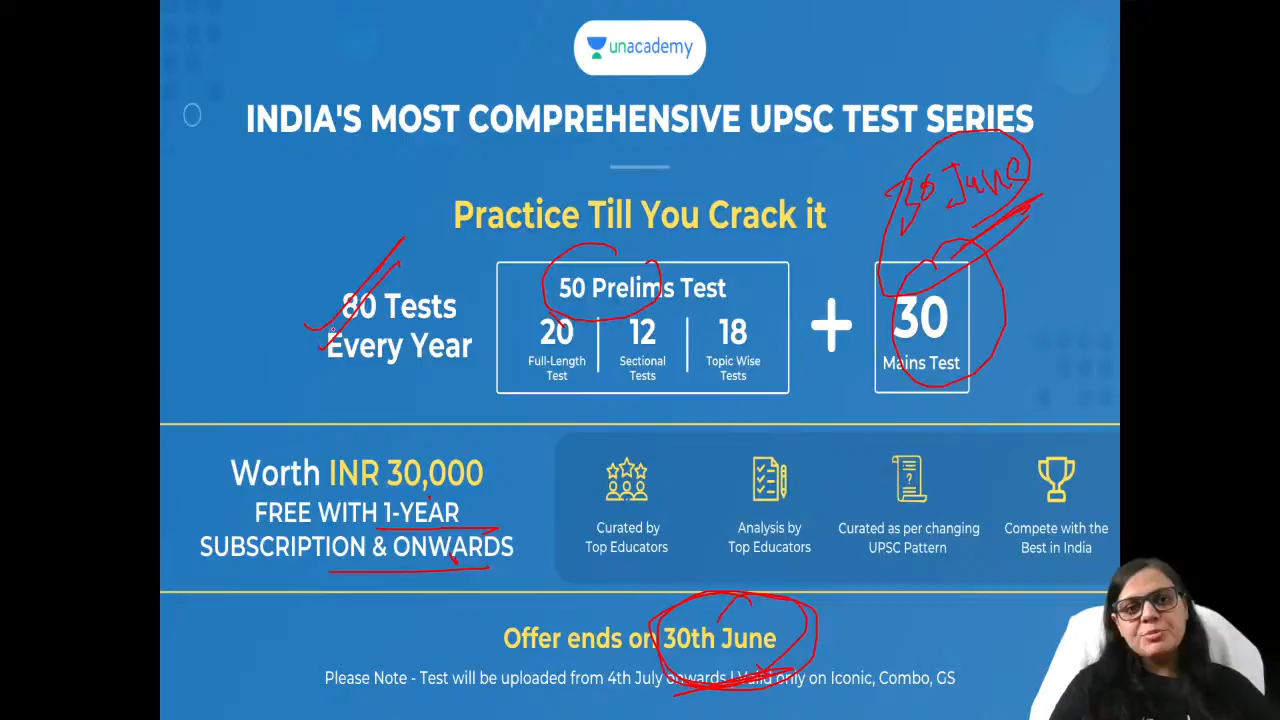 unacademy
INDIA'S MOST COMPREHENSIVE UPSC TEST SERIES
Practice Till You Crack it
30 June
80 Tests
Every Year
50 Prelims Test
20
Full-Length
Test
12
Sectional
Tests
18
Topic Wise
Tests
+
30
Mains Test
Worth INR 30,000
FREE WITH 1-YEAR
SUBSCRIPTION & ONWARDS
Curated by
Top Educators
Analysis by
Top Educators
?
Curated as per changing
UPSC Pattern
Compete with the
Best in India
Offer ends on 30th June
Please Note - Test will be uploaded from 4th July onwards | Valid only on Iconic, Combo, GS